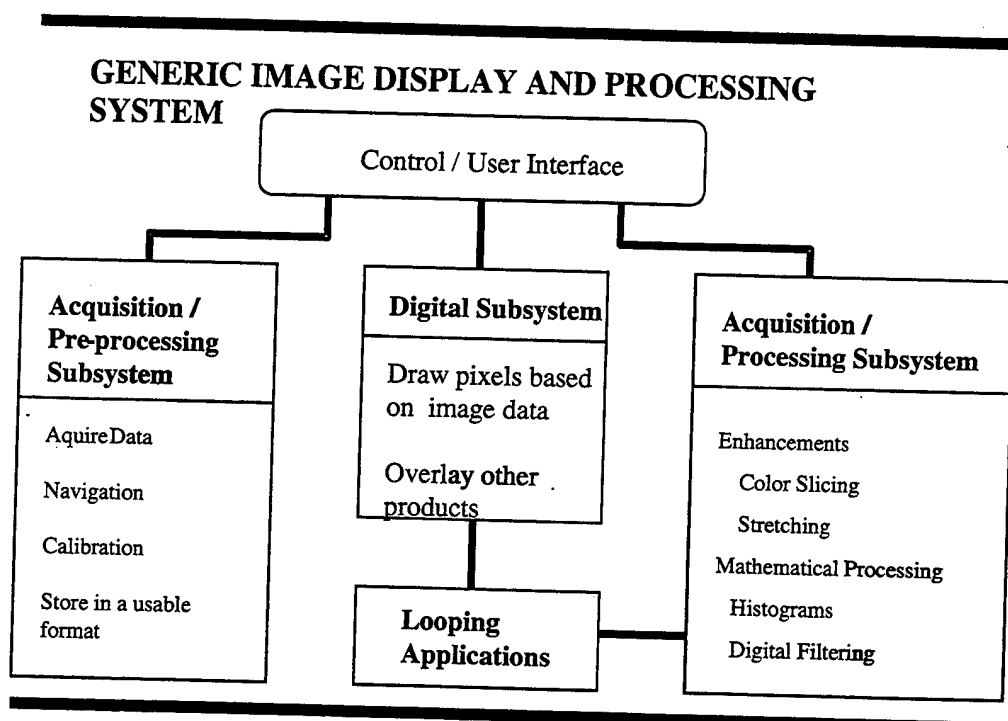 GENERIC IMAGE DISPLAY AND PROCESSING
SYSTEM
Control / User Interface
Acquisition /
Pre-processing
Subsystem
AquireData
Navigation
Calibration
Store in a usable
format
Digital Subsystem
Draw pixels based
on image data
Overlay other
products
Looping
Applications
Acquisition /
Processing Subsystem
Enhancements
Color Slicing
Stretching
Mathematical Processing
Histograms
Digital Filtering